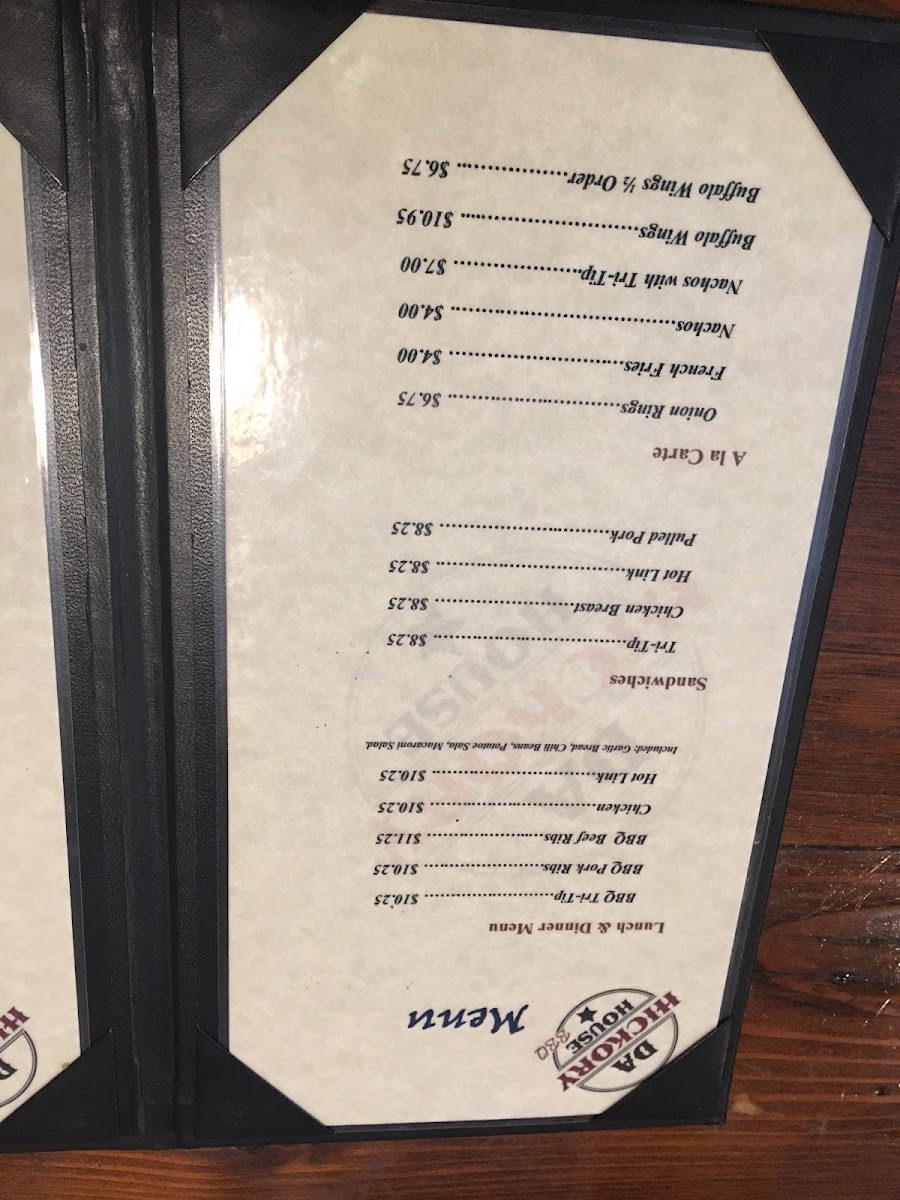 DA
HICKORY
HOUSE
BBQ
Menu
Lunch & Dinner Menu
BBQ Tri-Tip.......................... $10.25
BBQ Pork Ribs........................ $10.25
BBQ Beef Ribs....................... $11.25
Chicken................................. $10.25
Hot Link................................ $10.25
Included: Garlic Bread, Chili Beans, Potatoe Sala, Macaroni Salad.
Sandwiches
Tri-Tip.................................. $8.25
Chicken Breast........................ $8.25
Hot Link................................ $8.25
Pulled Pork............................. $8.25
A la Carte
Onion Rings............................ $6.75
French Fries............................ $4.00
Nachos................................... $4.00
Nachos with Tri-Tip.................... $7.00
Buffalo Wings........................... $10.95
Buffalo Wings ½ Order................... $6.75